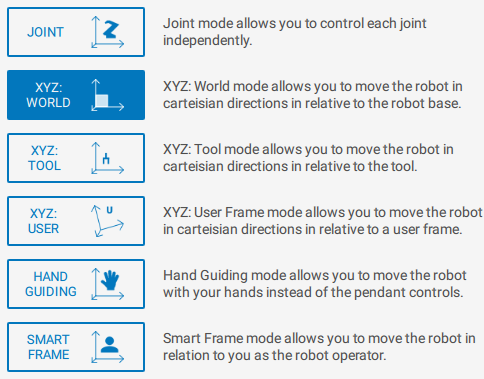 JOINT
Joint mode allows you to control each joint
independently.
XYZ:
WORLD
XYZ: World mode allows you to move the robot in
carteisian directions in relative to the robot base.
XYZ:
TOOL
XYZ: Tool mode allows you to move the robot in
carteisian directions in relative to the tool.
XYZ:
USER
U
XYZ: User Frame mode allows you to move the robot
in carteisian directions in relative to a user frame.
HAND
GUIDING
Hand Guiding mode allows you to move the robot
with your hands instead of the pendant controls.
SMART
FRAME
Smart Frame mode allows you to move the robot in
relation to you as the robot operator.